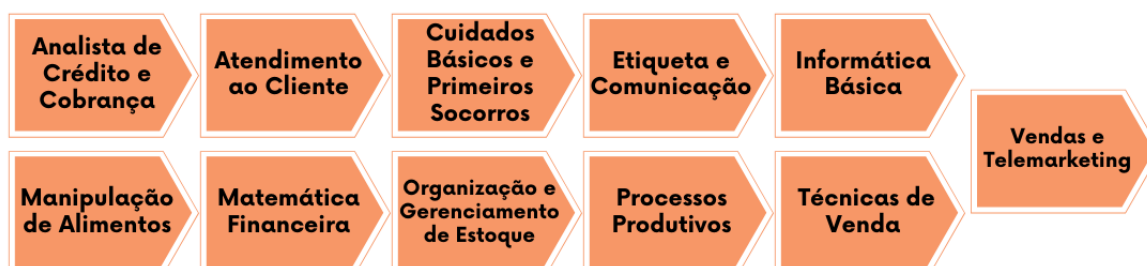 Analista de
Crédito e
Cobrança
Atendimento
ao Cliente
Cuidados
Básicos e
Primeiros
Socorros
Etiqueta e
Comunicação
Informática
Básica
Vendas e
Telemarketing
Manipulação
de Alimentos
Matemática
Financeira
Organização e
Gerenciamento
de Estoque
Processos
Produtivos
Técnicas de
Venda